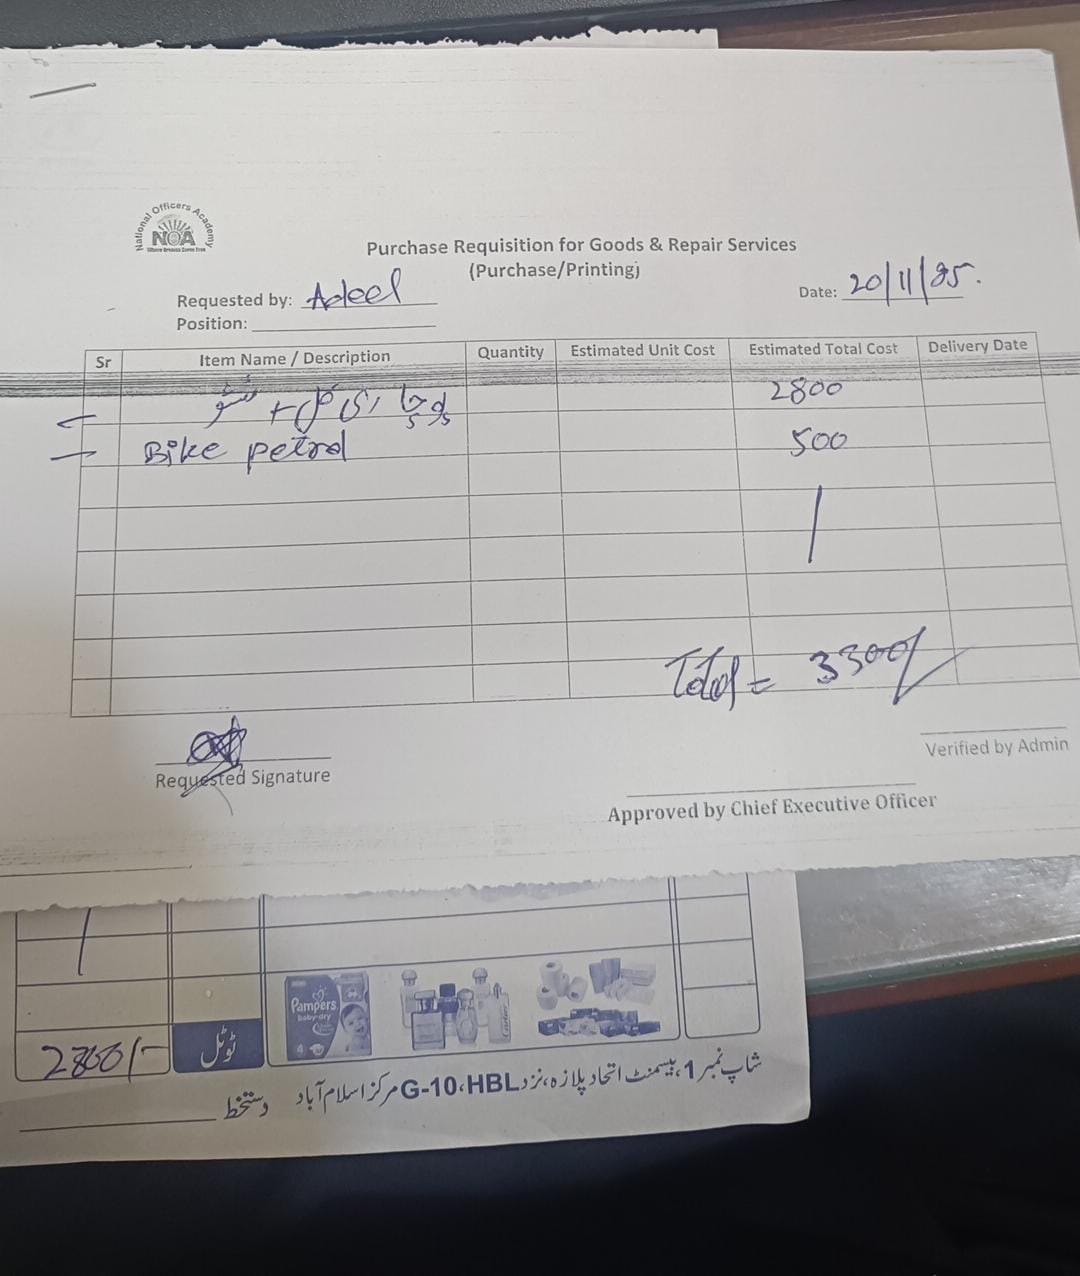 National Officers Academy
NOA
Purchase Requisition for Goods & Repair Services
(Purchase/Printing)
Requested by: Adeel
Date: 20/11/25.
Position:
Sr Item Name / Description Quantity Estimated Unit Cost Estimated Total Cost Delivery Date
2800
Bike petrol 500
Total = 3300/
Requested Signature
Verified by Admin
Approved by Chief Executive Officer
Pampers
baby-dry
4
2800/- ٹوٹل
شاپ نمبر 1، بیسمنٹ اتحاد پلازہ، نزد HBL، G-10 مرکز اسلام آباد
دستخط